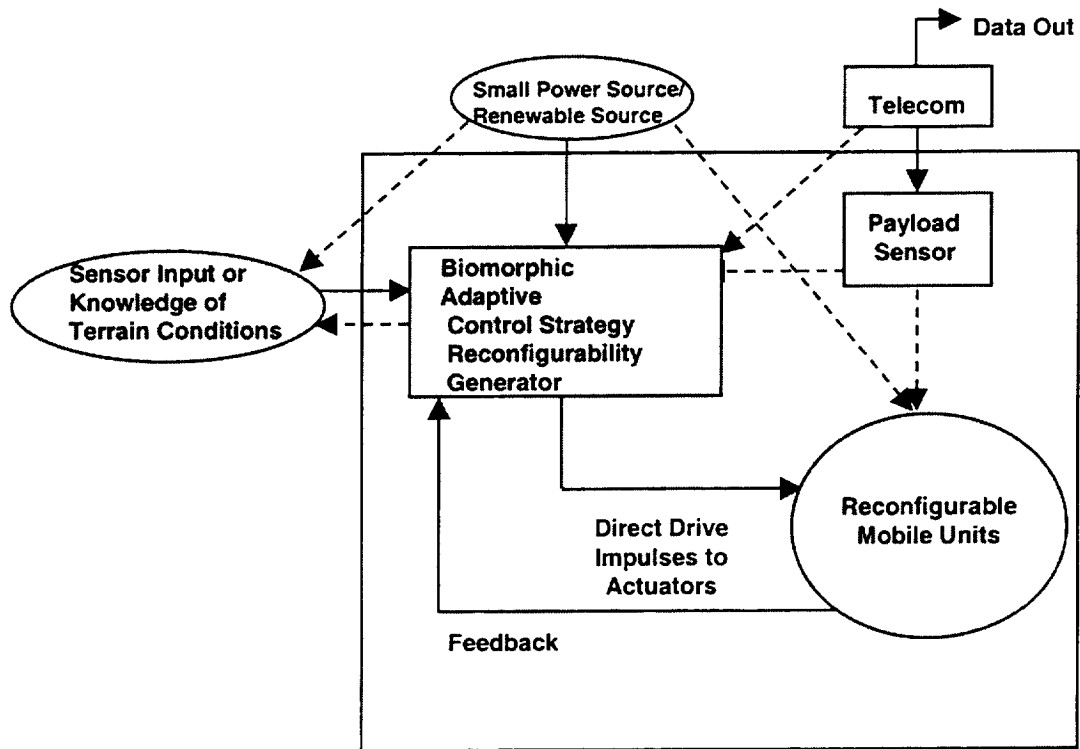 Data Out
Small Power Source/
Renewable Source
Telecom
Payload
Sensor
Sensor Input or
Knowledge of
Terrain Conditions
Biomorphic
Adaptive
Control Strategy
Reconfigurability
Generator
Reconfigurable
Mobile Units
Direct Drive
Impulses to
Actuators
Feedback